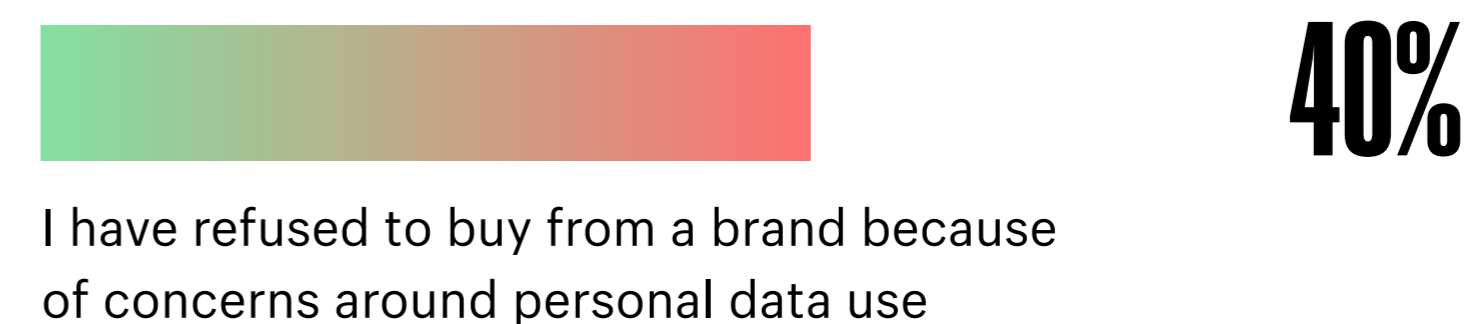 40%
I have refused to buy from a brand because
of concerns around personal data use